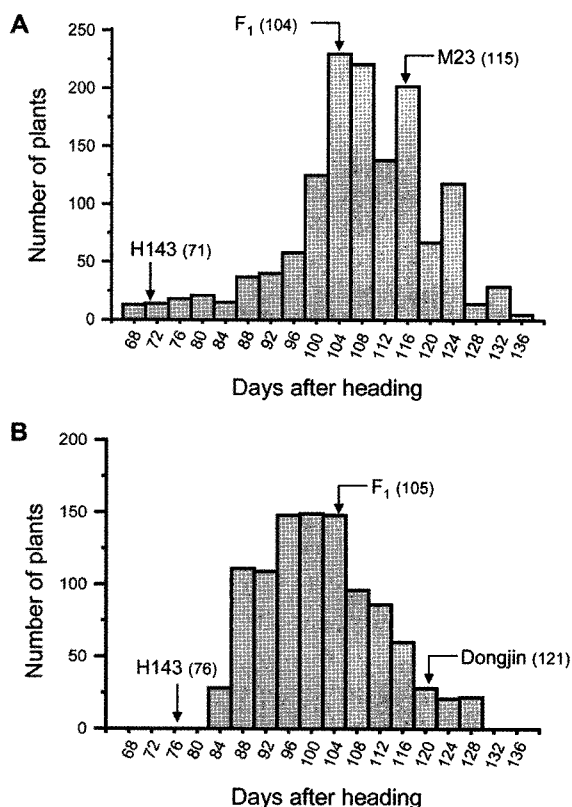 A
F1 (104)
M23 (115)
H143 (71)
Number of plants
250
200
150
100
50
0
68 72 76 80 84 88 92 96 100 104 108 112 116 120 124 128 132 136
Days after heading
B
F1 (105)
H143 (76)
Dongjin (121)
Number of plants
200
150
100
50
0
68 72 76 80 84 88 92 96 100 104 108 112 116 120 124 128 132 136
Days after heading